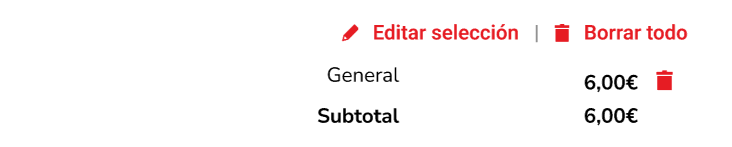 Editar selección | Borrar todo
General 6,00€
Subtotal 6,00€